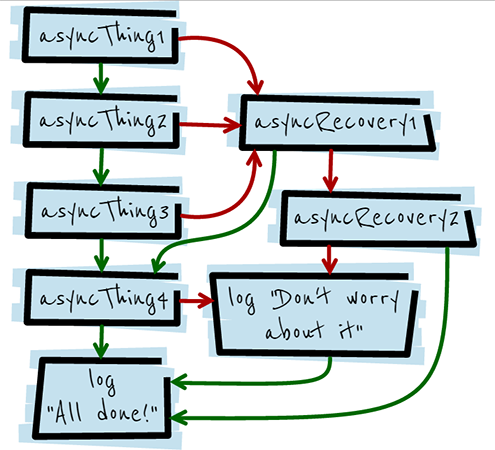 asyncThing1
asyncThing2
asyncRecovery1
asyncThing3
asyncRecovery2
asyncThing4
log "Don't worry
about it"
log
"All done!"